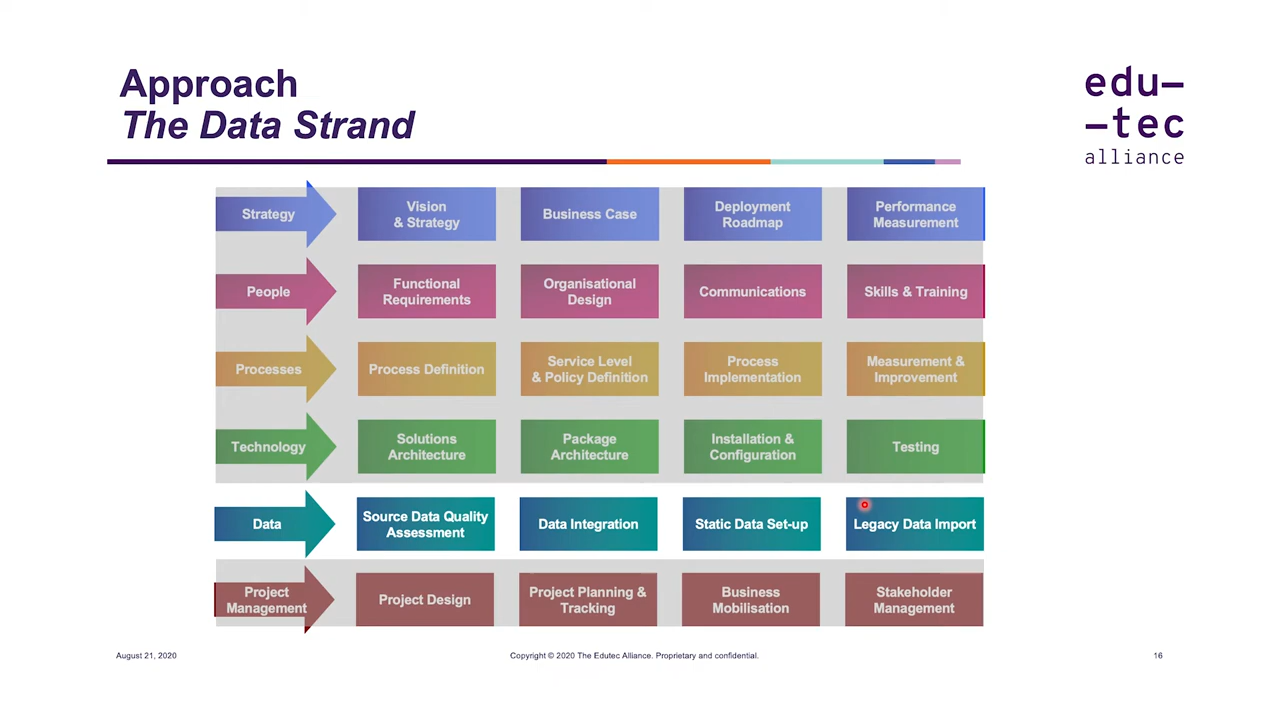 Approach
The Data Strand
edu–
–tec
alliance
Strategy
Vision
& Strategy
Business Case
Deployment
Roadmap
Performance
Measurement
People
Functional
Requirements
Organisational
Design
Communications
Skills & Training
Processes
Process Definition
Service Level
& Policy Definition
Process
Implementation
Measurement &
Improvement
Technology
Solutions
Architecture
Package
Architecture
Installation &
Configuration
Testing
Data
Source Data Quality
Assessment
Data Integration
Static Data Set-up
Legacy Data Import
Project
Management
Project Design
Project Planning &
Tracking
Business
Mobilisation
Stakeholder
Management
August 21, 2020
Copyright © 2020 The Edutec Alliance. Proprietary and confidential.
16